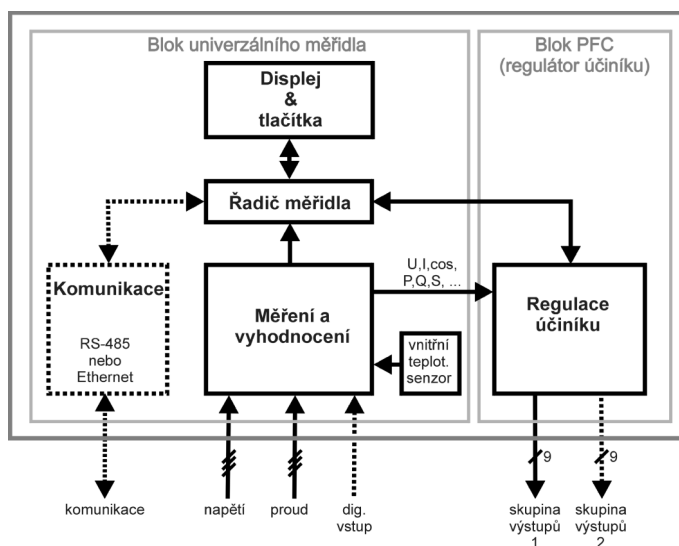 Blok univerzálního měřidla
Blok PFC
(regulátor účiníku)
Displej
&
tlačítka
Řadič měřidla
U,I,cos,
P,Q,S, ...
Komunikace
RS-485
nebo
Ethernet
Měření a
vyhodnocení
vnitřní
teplot.
senzor
Regulace
účiníku
9
9
komunikace
napětí
proud
dig.
vstup
skupina
výstupů
1
skupina
výstupů
2